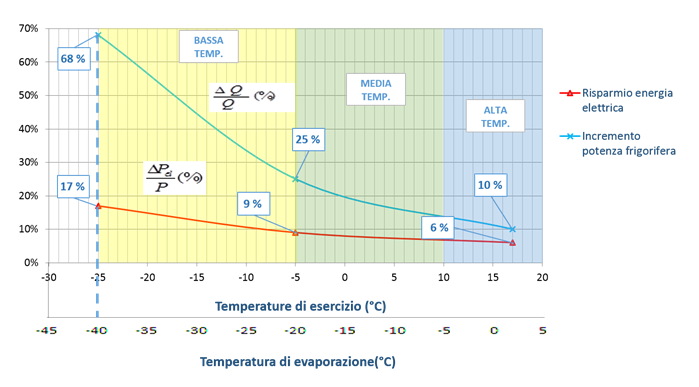 70%
60%
50%
40%
30%
20%
10%
0%
68 %
17 %
BASSA
TEMP.
MEDIA
TEMP.
ALTA
TEMP.
Δ Q
Q
(%)
ΔPel
P
(%)
25 %
9 %
10 %
6 %
Risparmio energia
elettrica
Incremento
potenza frigorifera
-30 -25 -20 -15 -10 -5 0 5 10 15 20
Temperature di esercizio (°C)
-45 -40 -35 -30 -25 -20 -15 -10 -5 0 5
Temperatura di evaporazione(°C)